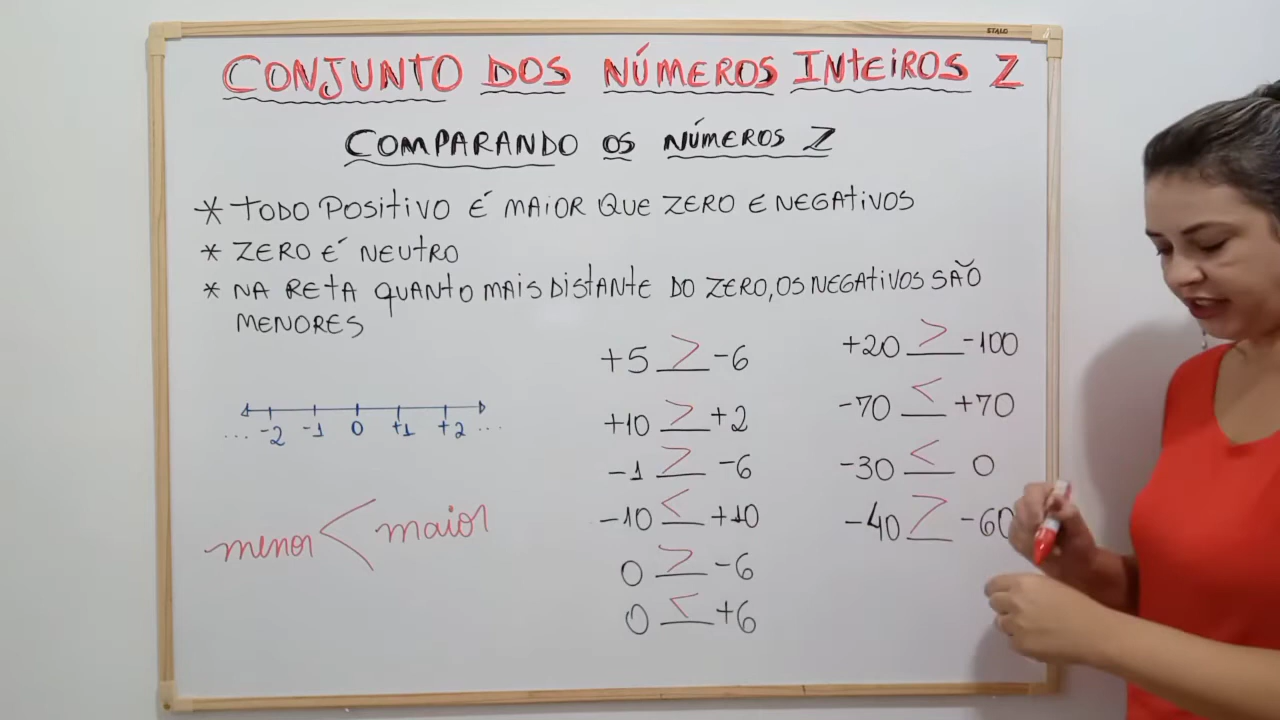 STALO
CONJUNTO DOS NÚMEROS INTEIROS Z
COMPARANDO OS NÚMEROS Z
* TODO POSITIVO É MAIOR QUE ZERO E NEGATIVOS
* ZERO É NEUTRO
* NA RETA QUANTO MAIS DISTANTE DO ZERO, OS NEGATIVOS SÃO
MENORES
... -2 -1 0 +1 +2 ...
menor < maior
+5 > -6
+10 > +2
-1 > -6
-10 < +10
0 > -6
0 < +6
+20 > -100
-70 < +70
-30 < 0
-40 > -60